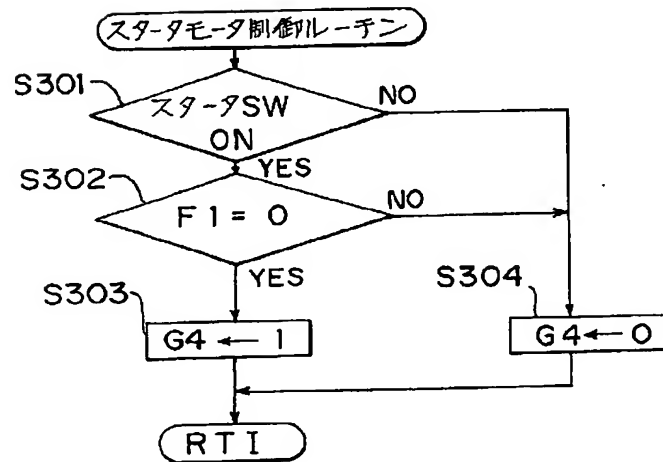 スタータモータ制御ルーチン
S301
スタータSW
ON
NO
YES
S302
F1=0
NO
YES
S303
G4←1
S304
G4←0
RTI